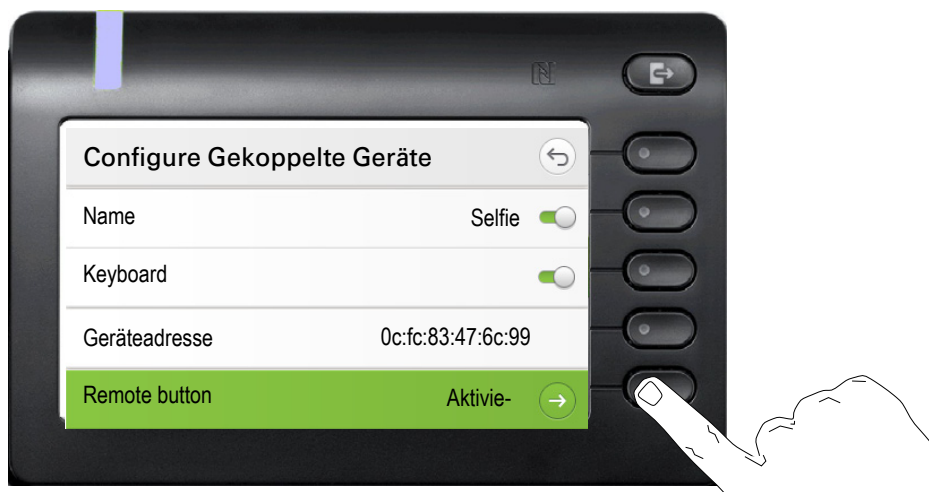 Configure Gekoppelte Geräte
Name Selfie
Keyboard
Geräteadresse 0c:fc:83:47:6c:99
Remote button Aktivie-